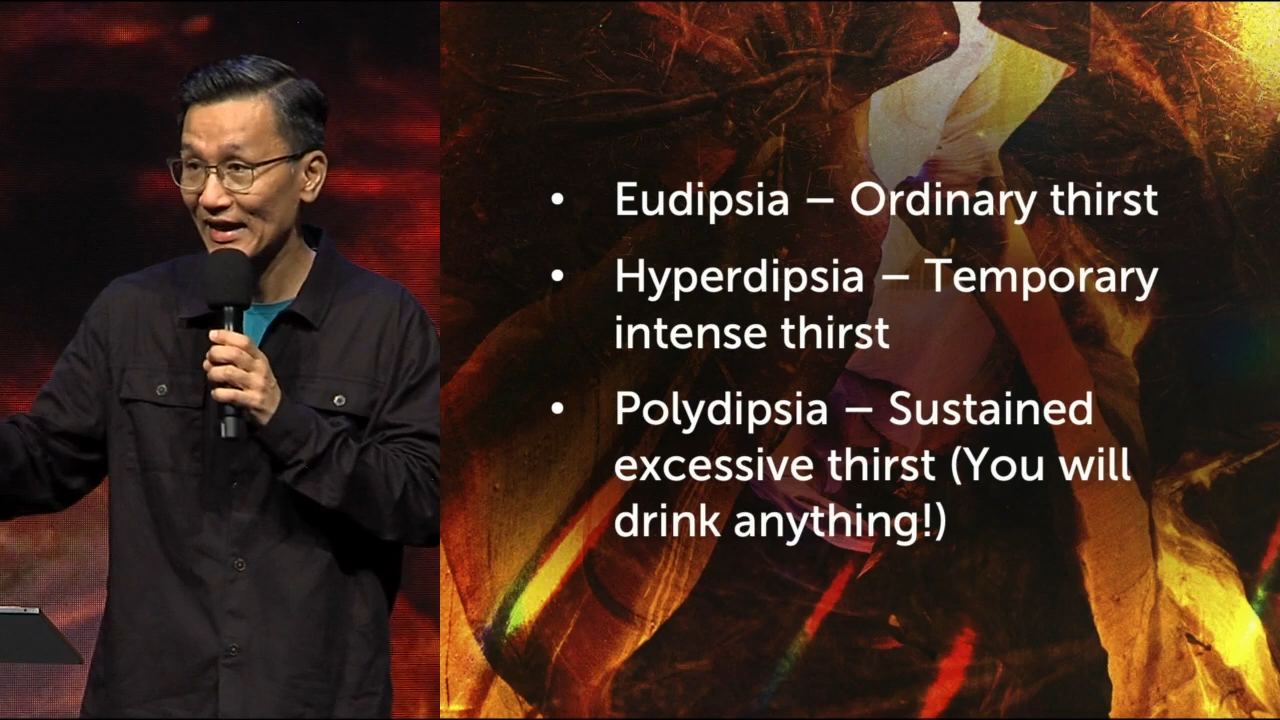 • Eudipsia – Ordinary thirst
• Hyperdipsia – Temporary
intense thirst
• Polydipsia – Sustained
excessive thirst (You will
drink anything!)